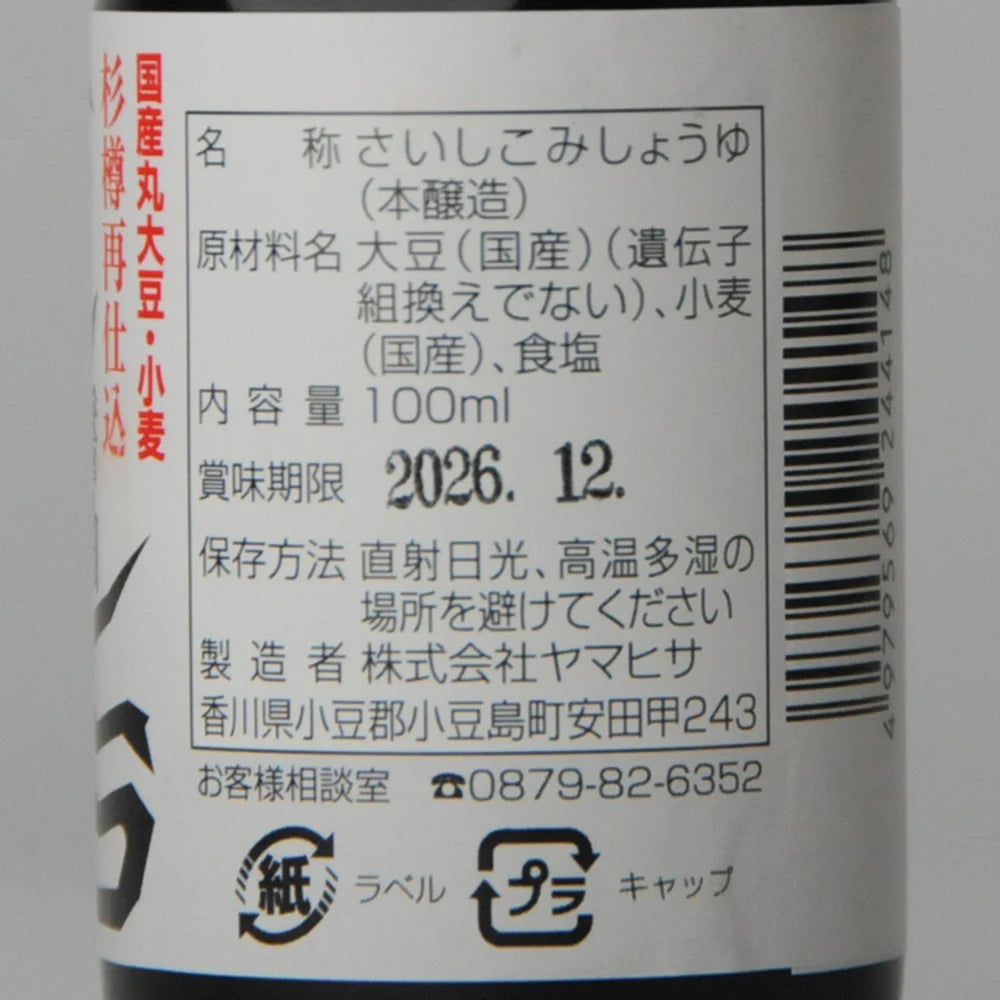 国産丸大豆・小麦
杉樽再仕込
名称 さいしこみしょうゆ
(本醸造)
原材料名 大豆(国産)(遺伝子
組換えでない)、小麦
(国産)、食塩
内容量 100ml
賞味期限 2026. 12.
保存方法 直射日光、高温多湿の
場所を避けてください
製造者 株式会社ヤマヒサ
香川県小豆郡小豆島町安田甲243
お客様相談室 ☎0879-82-6352
紙 ラベル プラ キャップ
4979569244148